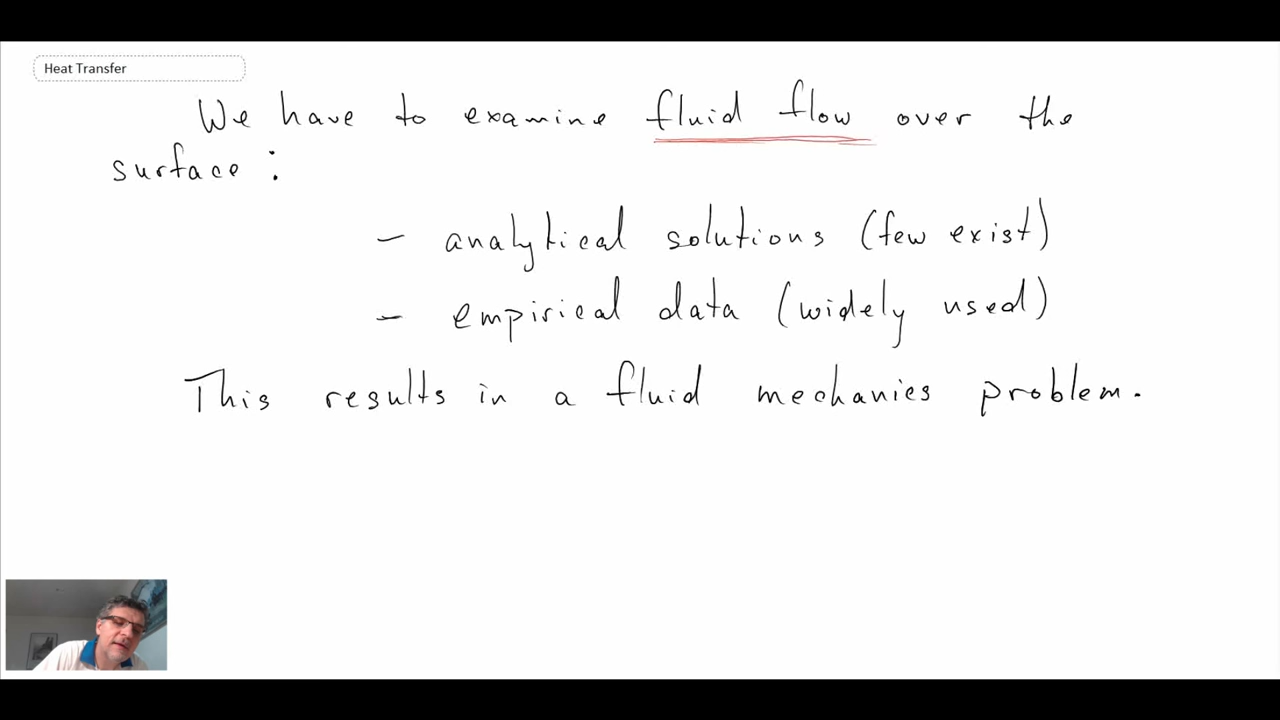 Heat Transfer
We have to examine fluid flow over the
surface :
- analytical solutions (few exist)
- empirical data (widely used)
This results in a fluid mechanics problem.